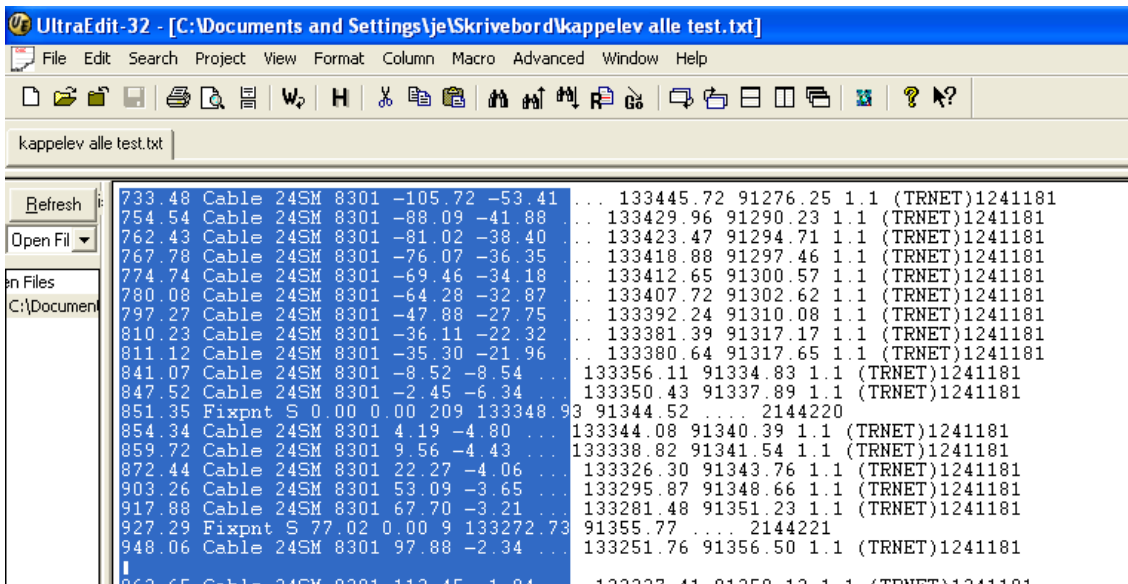 UltraEdit-32 - [C:\Documents and Settings\je\Skrivebord\kappelev alle test.txt]
File Edit Search Project View Format Column Macro Advanced Window Help
kappelev alle test.txt
Refresh
Open Fil
en Files
C:\Document
733.48 Cable 24SM 8301 -105.72 -53.41 ... 133445.72 91276.25 1.1 (TRNET)1241181
754.54 Cable 24SM 8301 -88.09 -41.88 ... 133429.96 91290.23 1.1 (TRNET)1241181
762.43 Cable 24SM 8301 -81.02 -38.40 ... 133423.47 91294.71 1.1 (TRNET)1241181
767.78 Cable 24SM 8301 -76.07 -36.35 ... 133418.88 91297.46 1.1 (TRNET)1241181
774.74 Cable 24SM 8301 -69.46 -34.18 ... 133412.65 91300.57 1.1 (TRNET)1241181
780.08 Cable 24SM 8301 -64.28 -32.87 ... 133407.72 91302.62 1.1 (TRNET)1241181
797.27 Cable 24SM 8301 -47.88 -27.75 ... 133392.24 91310.08 1.1 (TRNET)1241181
810.23 Cable 24SM 8301 -36.11 -22.32 ... 133381.39 91317.17 1.1 (TRNET)1241181
811.12 Cable 24SM 8301 -35.30 -21.96 ... 133380.64 91317.65 1.1 (TRNET)1241181
841.07 Cable 24SM 8301 -8.52 -8.54 ... 133356.11 91334.83 1.1 (TRNET)1241181
847.52 Cable 24SM 8301 -2.45 -6.34 ... 133350.43 91337.89 1.1 (TRNET)1241181
851.35 Fixpnt S 0.00 0.00 209 133348.93 91344.52 .... 2144220
854.34 Cable 24SM 8301 4.19 -4.80 ... 133344.08 91340.39 1.1 (TRNET)1241181
859.72 Cable 24SM 8301 9.56 -4.43 ... 133338.82 91341.54 1.1 (TRNET)1241181
872.44 Cable 24SM 8301 22.27 -4.06 ... 133326.30 91343.76 1.1 (TRNET)1241181
903.26 Cable 24SM 8301 53.09 -3.65 ... 133295.87 91348.66 1.1 (TRNET)1241181
917.88 Cable 24SM 8301 67.70 -3.21 ... 133281.48 91351.23 1.1 (TRNET)1241181
927.29 Fixpnt S 77.02 0.00 9 133272.73 91355.77 .... 2144221
948.06 Cable 24SM 8301 97.88 -2.34 ... 133251.76 91356.50 1.1 (TRNET)1241181